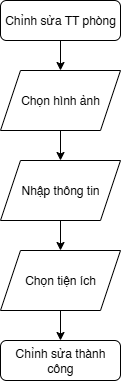 Chỉnh sửa TT phòng
Chọn hình ảnh
Nhập thông tin
Chọn tiện ích
Chỉnh sửa thành
công